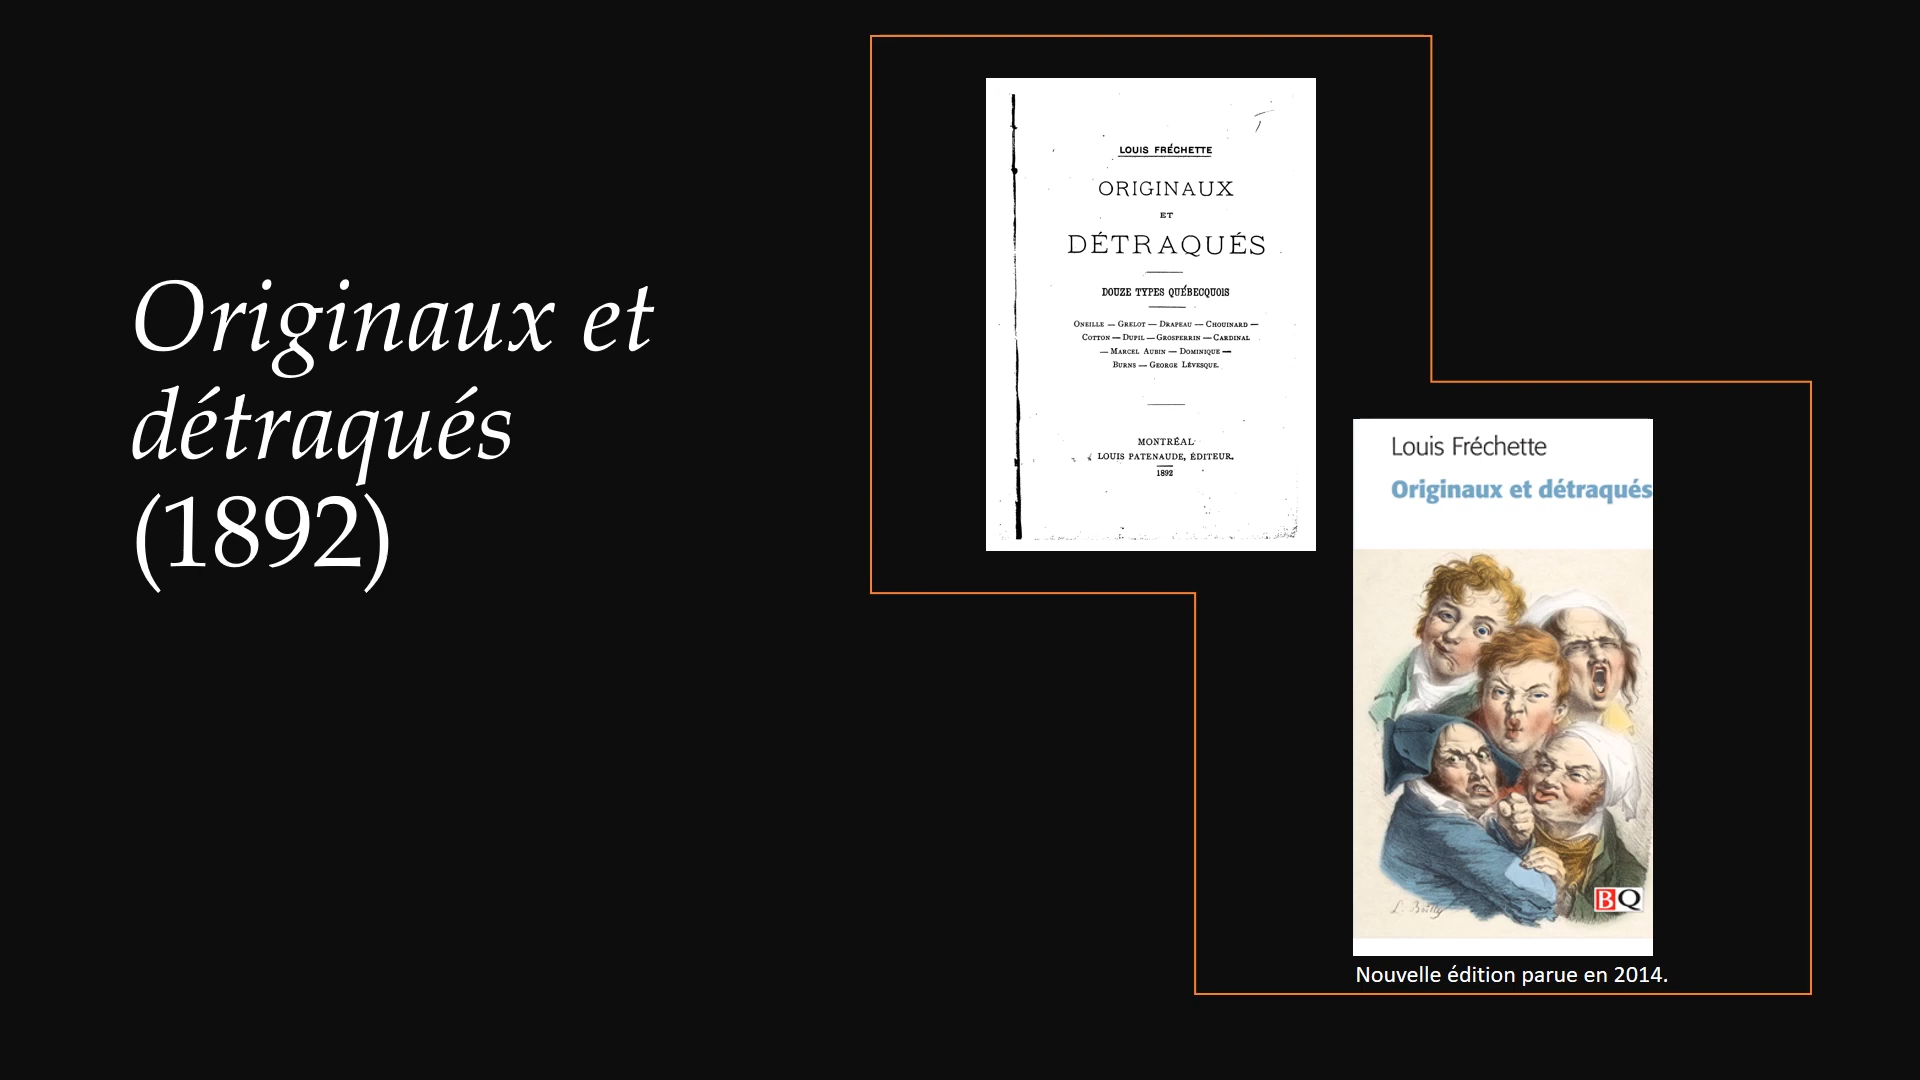 Originaux et
détraqués
(1892)
LOUIS FRÉCHETTE
ORIGINAUX
ET
DÉTRAQUÉS
DOUZE TYPES QUÉBECQUOIS
ONEILLE — GRELOT — DRAPEAU — CHOUINARD —
COTTON — DUPIL — GROSPERRIN — CARDINAL
— MARCEL AUBIN — DOMINIQUE —
BURNS — GEORGE LÉVESQUE.
MONTRÉAL
LOUIS PATENAUDE, ÉDITEUR.
1892
Louis Fréchette
Originaux et détraqués
L. Boilly
BQ
Nouvelle édition parue en 2014.